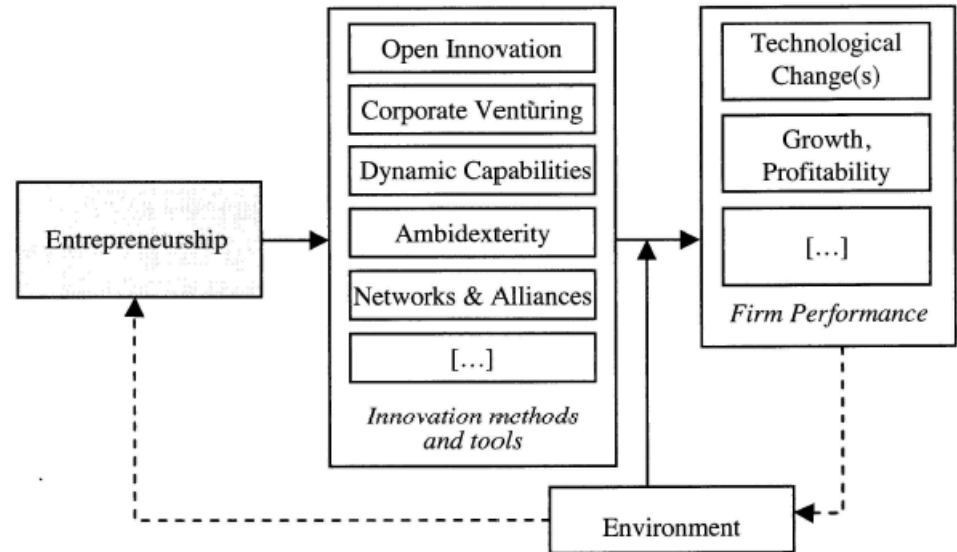 Entrepreneurship
Open Innovation
Corporate Ventùring
Dynamic Capabilities
Ambidexterity
Networks & Alliances
[...]
Innovation methods
and tools
Technological
Change(s)
Growth,
Profitability
[...]
Firm Performance
Environment